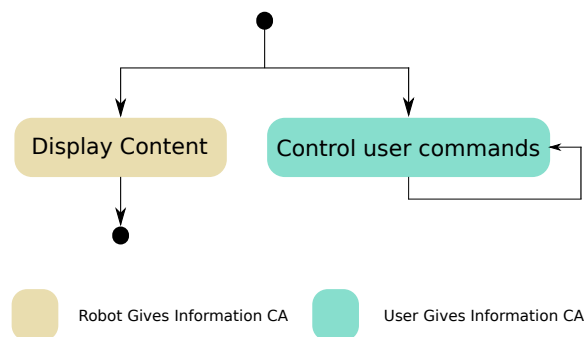 Display Content
Control user commands
Robot Gives Information CA
User Gives Information CA